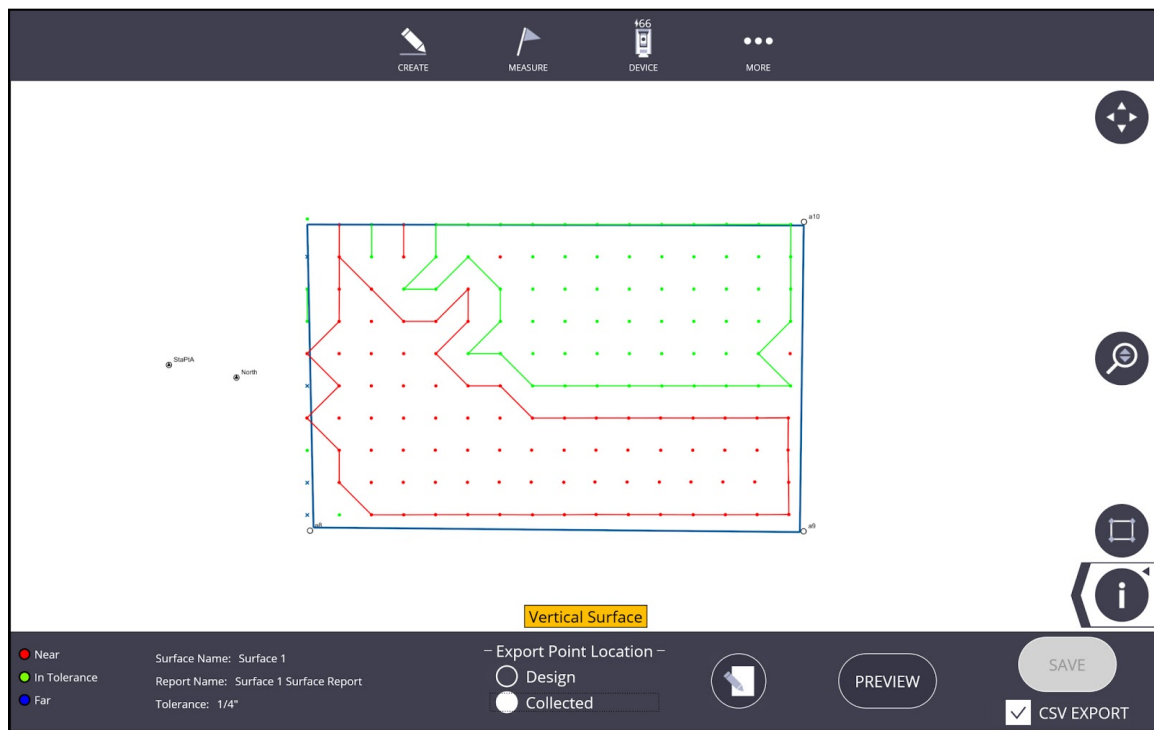 66
CREATE
MEASURE
DEVICE
MORE
a10
StaPtA
North
a8
a9
Vertical Surface
Near
In Tolerance
Far
Surface Name: Surface 1
Report Name: Surface 1 Surface Report
Tolerance: 1/4"
Export Point Location
Design
Collected
PREVIEW
SAVE
CSV EXPORT